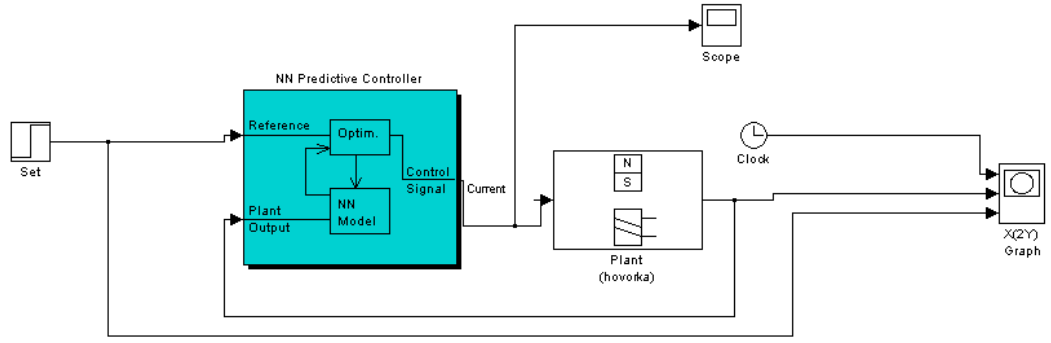 Scope
NN Predictive Controller
Set
Reference
Optim.
Control
Signal
Current
NN
Model
Plant
Output
N
S
Plant
(hovorka)
Clock
X(2Y)
Graph